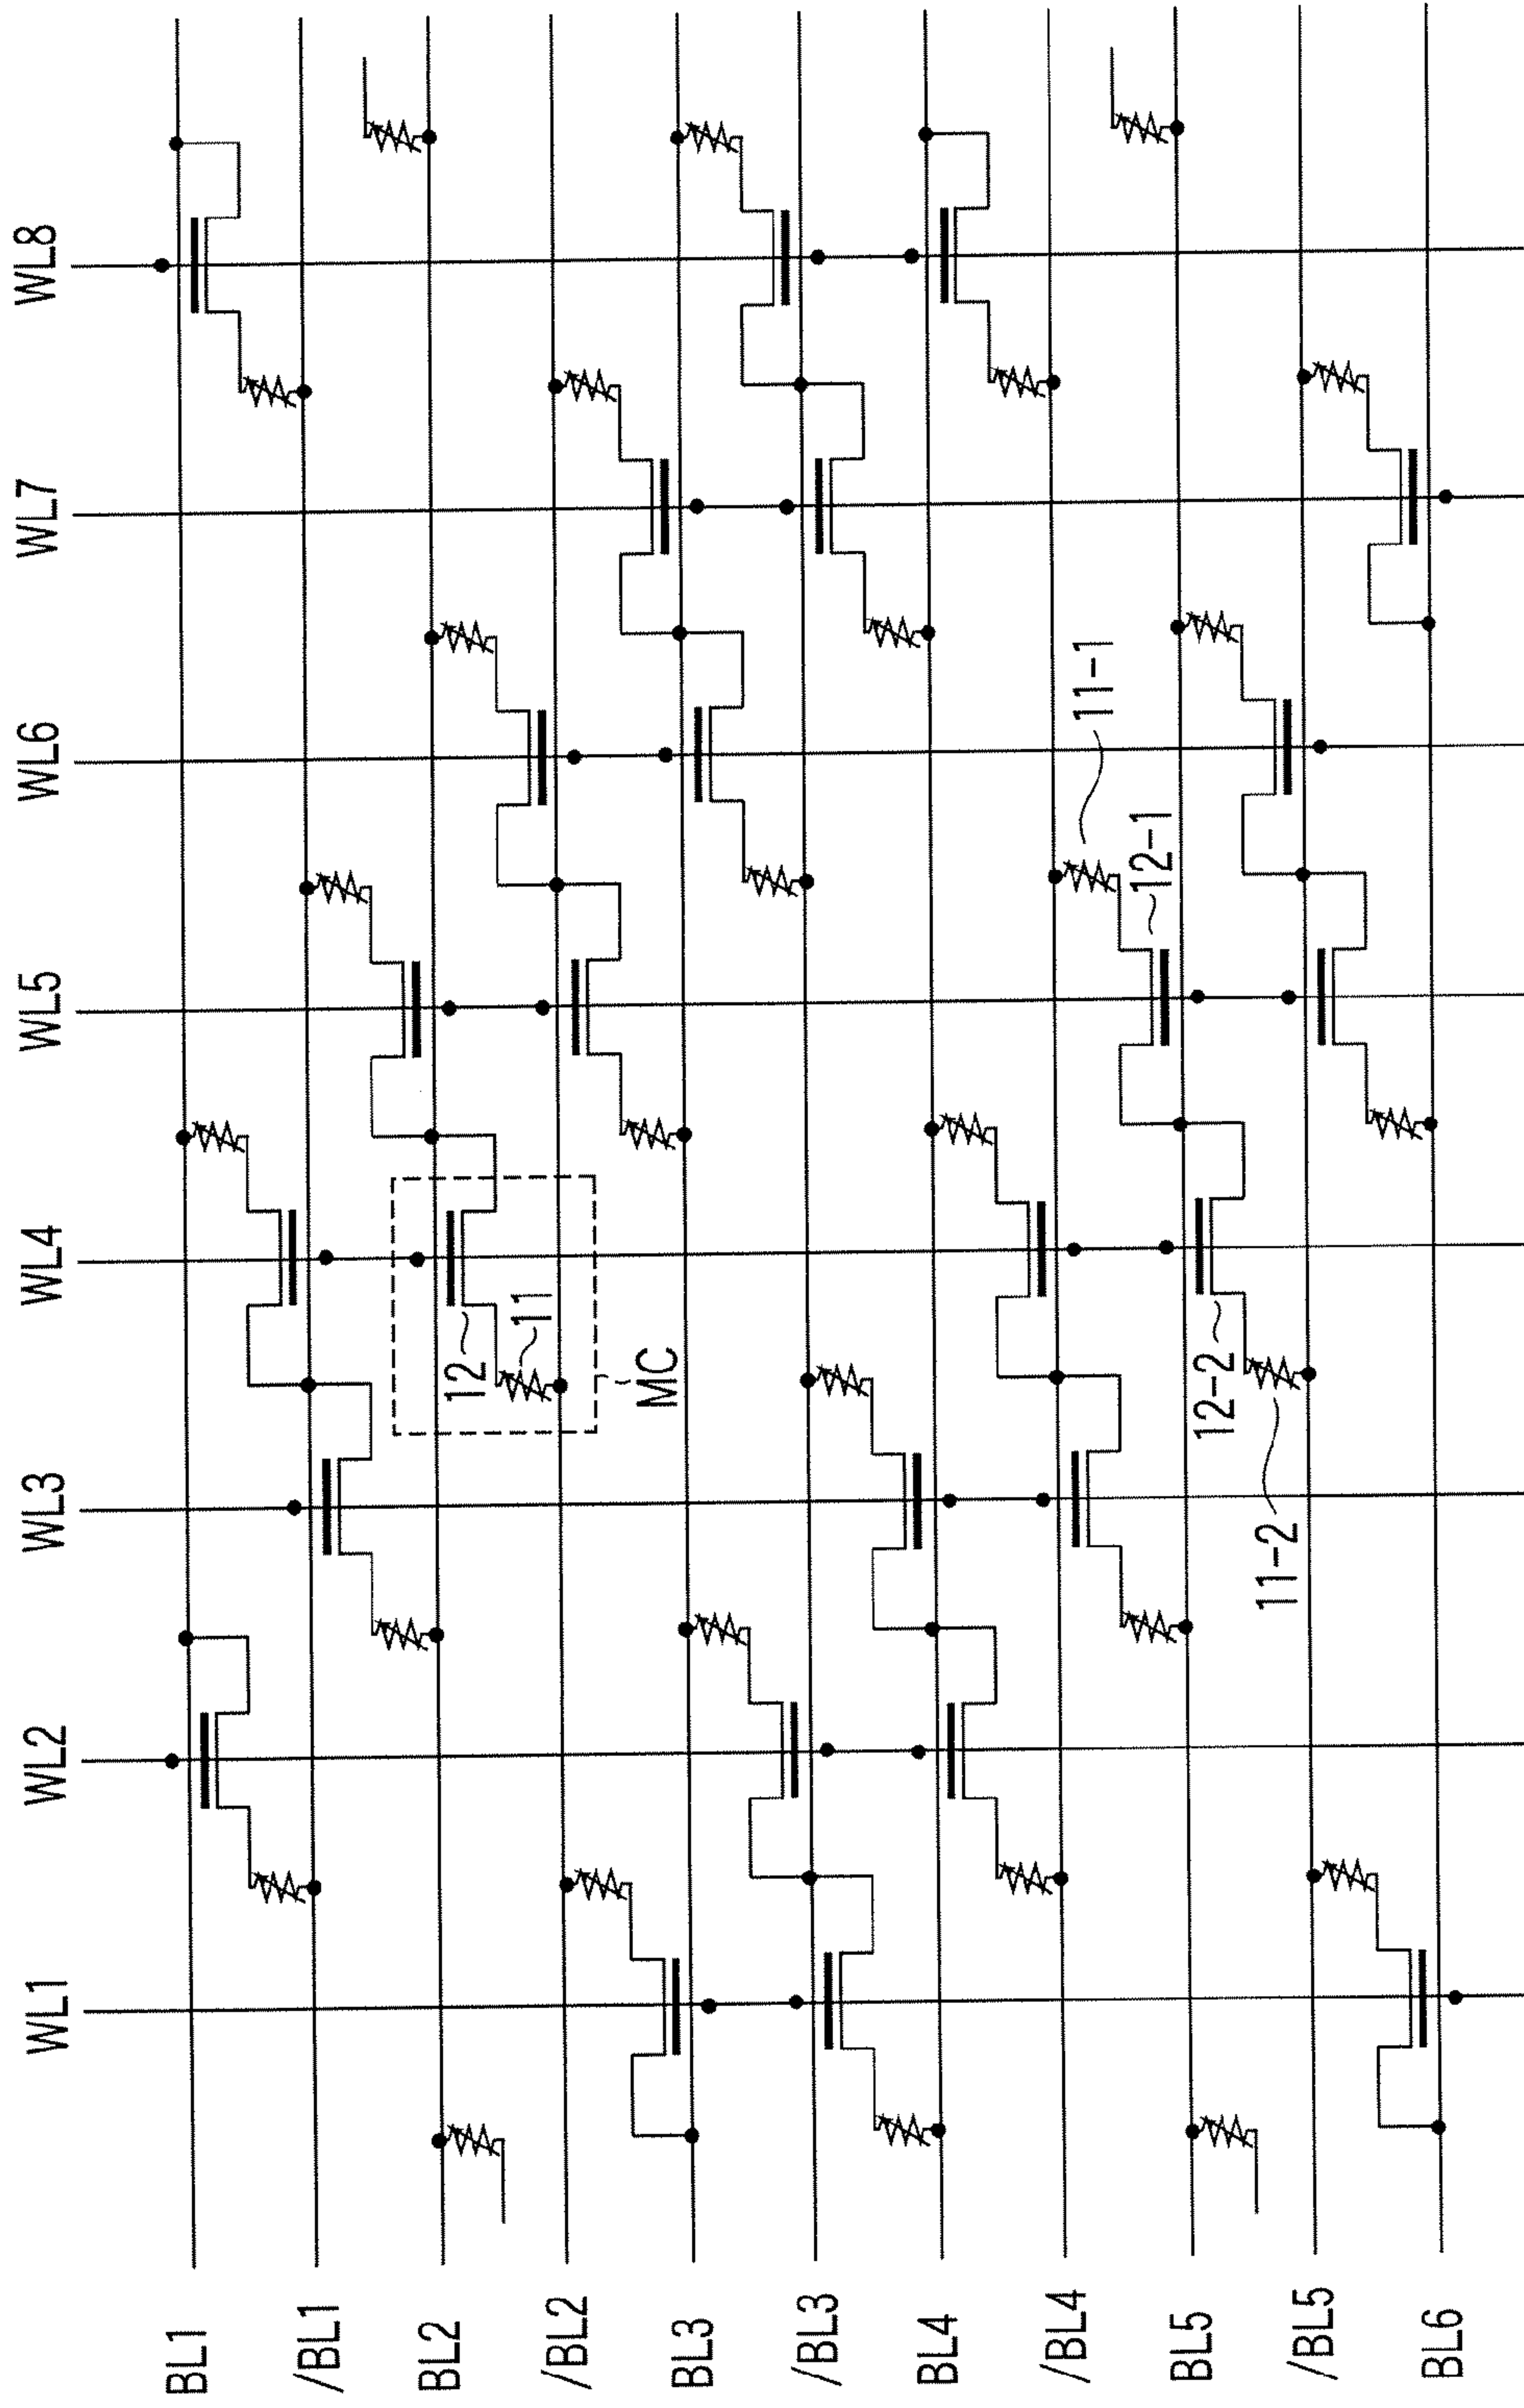 WL1
WL2
WL3
WL4
WL5
WL6
WL7
WL8
BL1
/BL1
BL2
/BL2
BL3
/BL3
BL4
/BL4
BL5
/BL5
BL6
12
11
MC
11-1
12-1
12-2
11-2